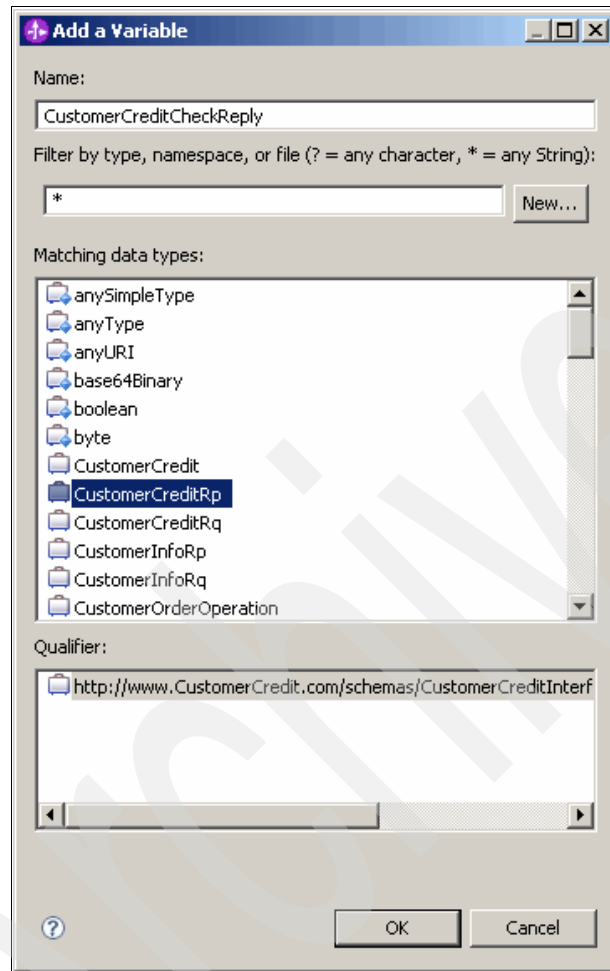 Add a Variable
Name:
CustomerCreditCheckReply
Filter by type, namespace, or file (? = any character, * = any String):
*
New...
Matching data types:
anySimpleType
anyType
anyURI
base64Binary
boolean
byte
CustomerCredit
CustomerCreditRp
CustomerCreditRq
CustomerInfoRp
CustomerInfoRq
CustomerOrderOperation
Qualifier:
http://www.CustomerCredit.com/schemas/CustomerCreditInterf
?
OK
Cancel